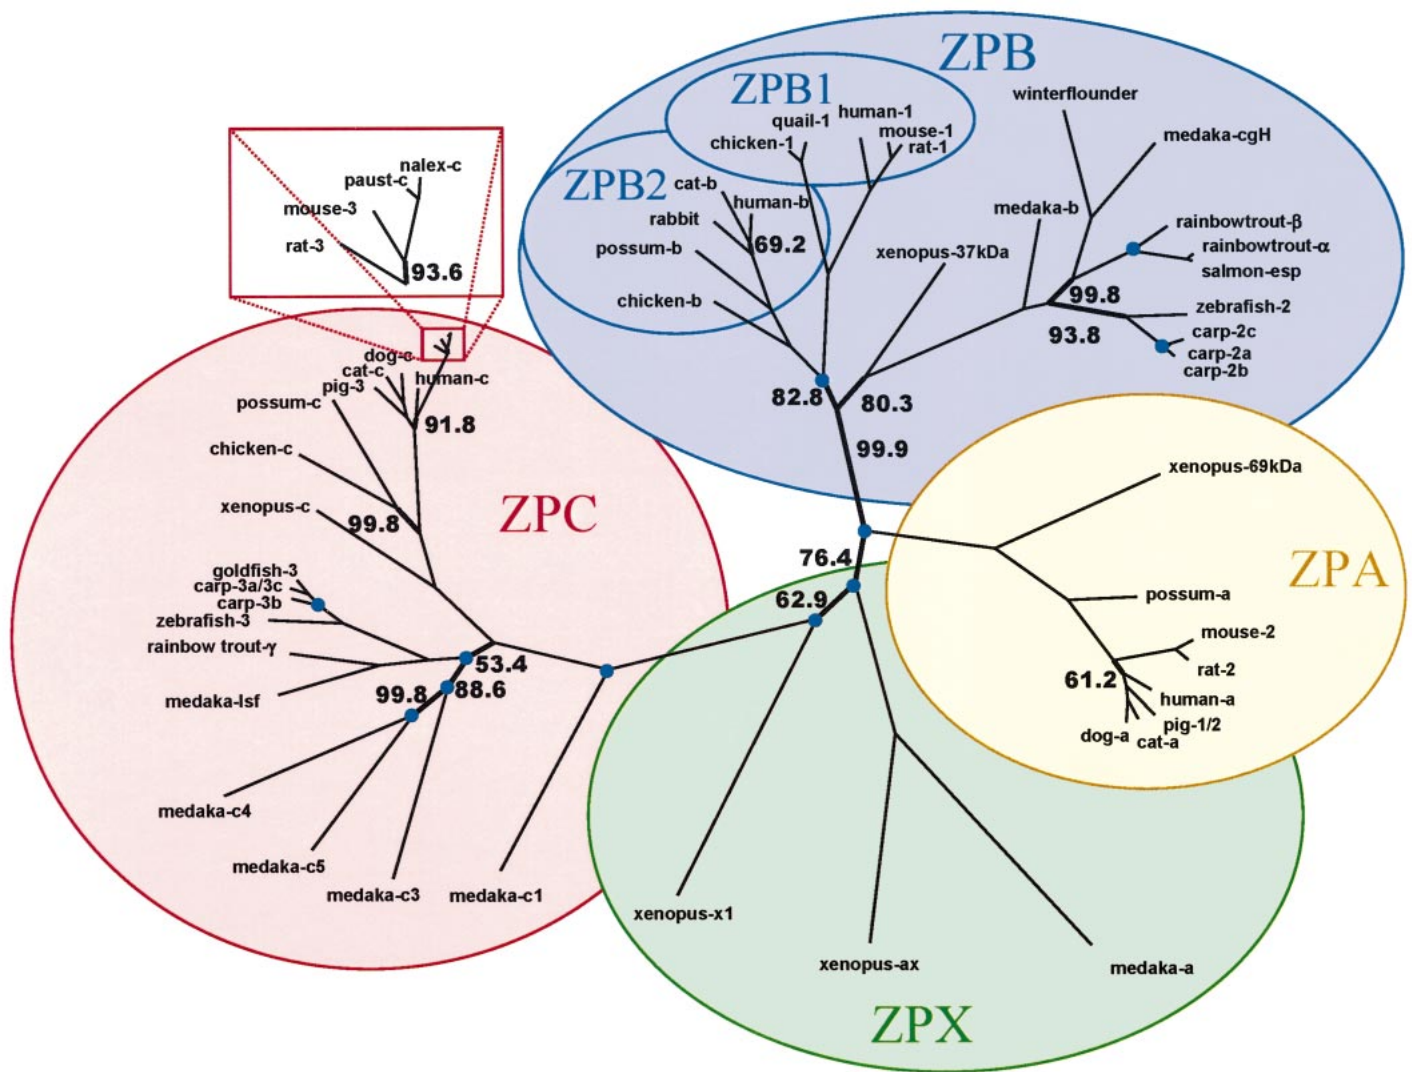 ZPB
ZPB1
winterflounder
human-1
quail-1
mouse-1
medaka-cgH
chicken-1
rat-1
nalex-c
paust-c
ZPB2
cat-b
human-b
mouse-3
medaka-b
rabbit
rainbowtrout-β
rat-3
69.2
rainbowtrout-α
possum-b
xenopus-37kDa
93.6
salmon-esp
99.8
chicken-b
zebrafish-2
93.8
carp-2c
dog-c
carp-2a
cat-c
human-c
carp-2b
pig-3
82.8
80.3
possum-c
91.8
chicken-c
99.9
xenopus-69kDa
xenopus-c
99.8
ZPC
76.4
ZPA
goldfish-3
carp-3a/3c
carp-3b
62.9
possum-a
zebrafish-3
mouse-2
rainbow trout-γ
53.4
rat-2
61.2
99.8
88.6
medaka-lsf
human-a
pig-1/2
dog-a
cat-a
medaka-c4
medaka-c5
medaka-c3
medaka-c1
xenopus-x1
xenopus-ax
medaka-a
ZPX